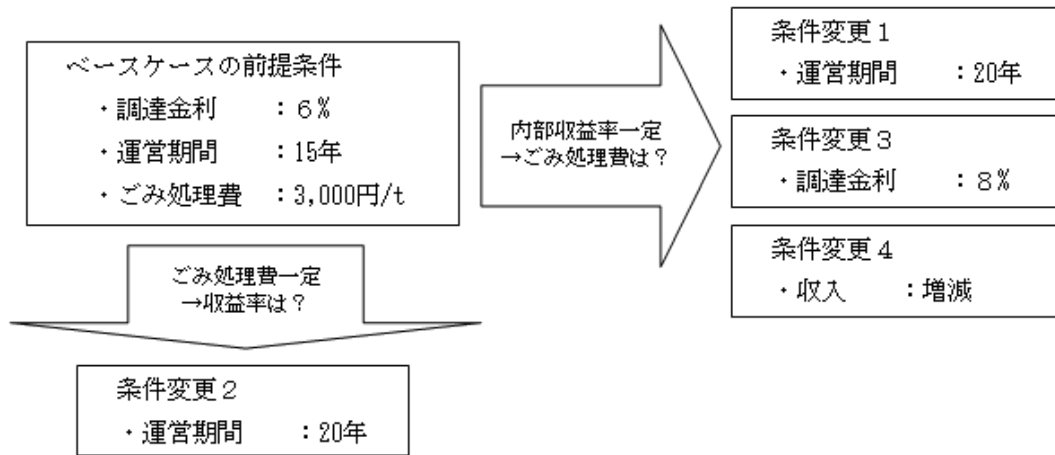 ベースケースの前提条件
・調達金利　：６％
・運営期間　：15年
・ごみ処理費　：3,000円/t
内部収益率一定
→ごみ処理費は？
条件変更１
・運営期間　：20年
条件変更３
・調達金利　：８％
条件変更４
・収入　：増減
ごみ処理費一定
→収益率は？
条件変更２
・運営期間　：20年